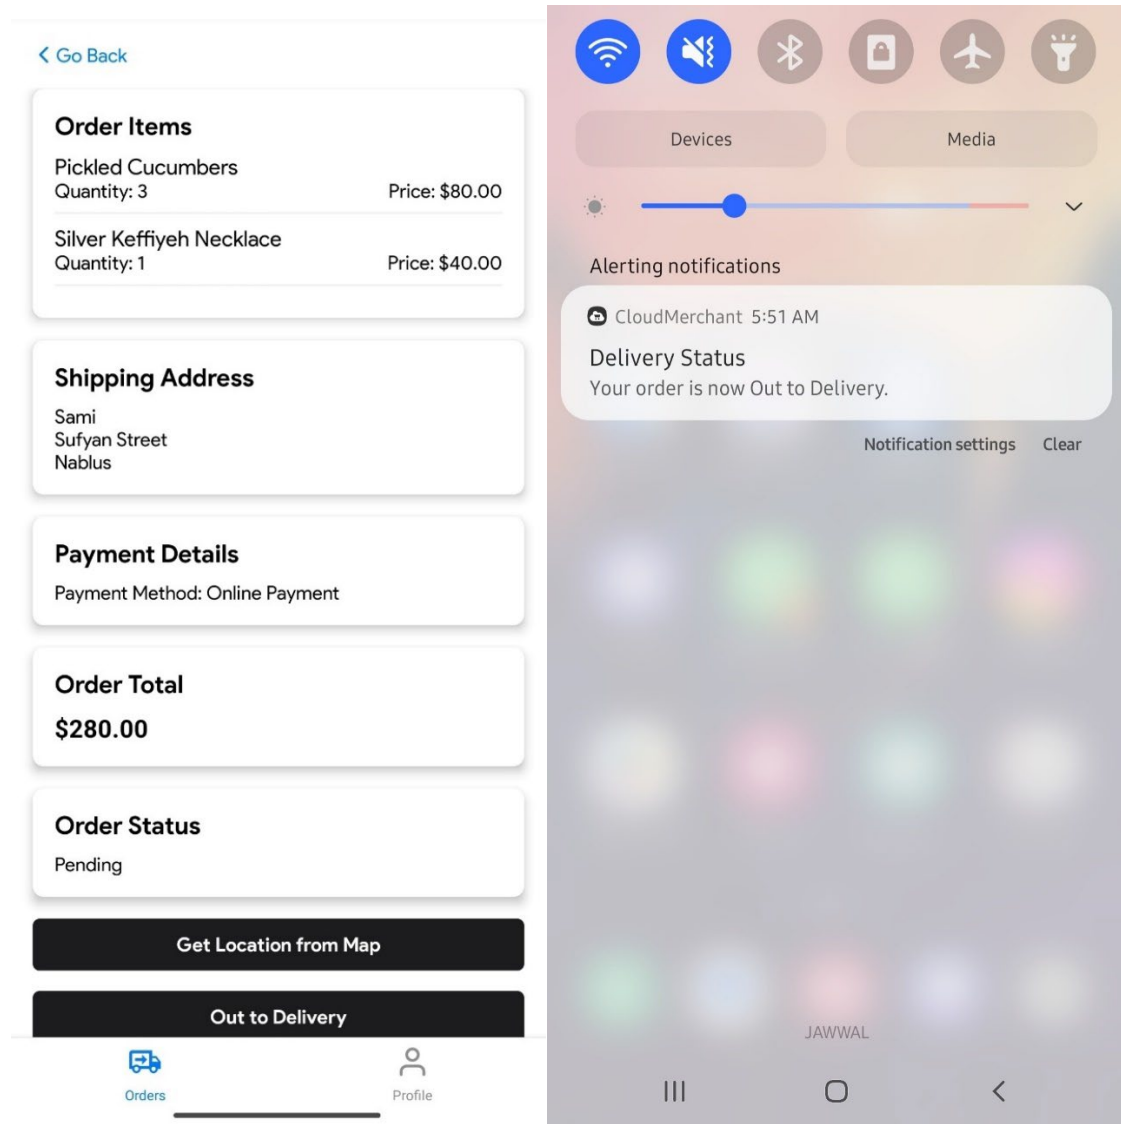 Go Back
Order Items
Pickled Cucumbers
Quantity: 3 Price: $80.00
Silver Keffiyeh Necklace
Quantity: 1 Price: $40.00
Shipping Address
Sami
Sufyan Street
Nablus
Payment Details
Payment Method: Online Payment
Order Total
$280.00
Order Status
Pending
Get Location from Map
Out to Delivery
Orders Profile
Devices Media
Alerting notifications
CloudMerchant 5:51 AM
Delivery Status
Your order is now Out to Delivery.
Notification settings Clear
JAWWAL